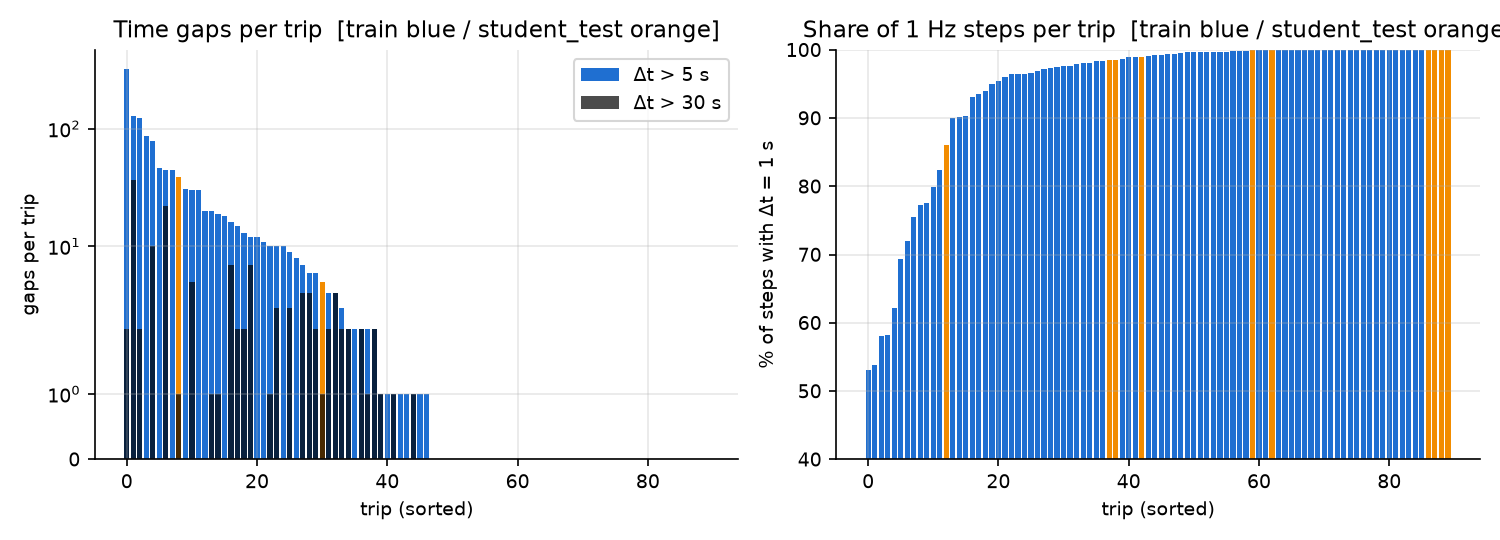 Time gaps per trip  [train blue / student_test orange]
Δt > 5 s
Δt > 30 s
gaps per trip
10²
10¹
10⁰
0
0 20 40 60 80
trip (sorted)
Share of 1 Hz steps per trip  [train blue / student_test orange
% of steps with Δt = 1 s
100
90
80
70
60
50
40
0 20 40 60 80
trip (sorted)